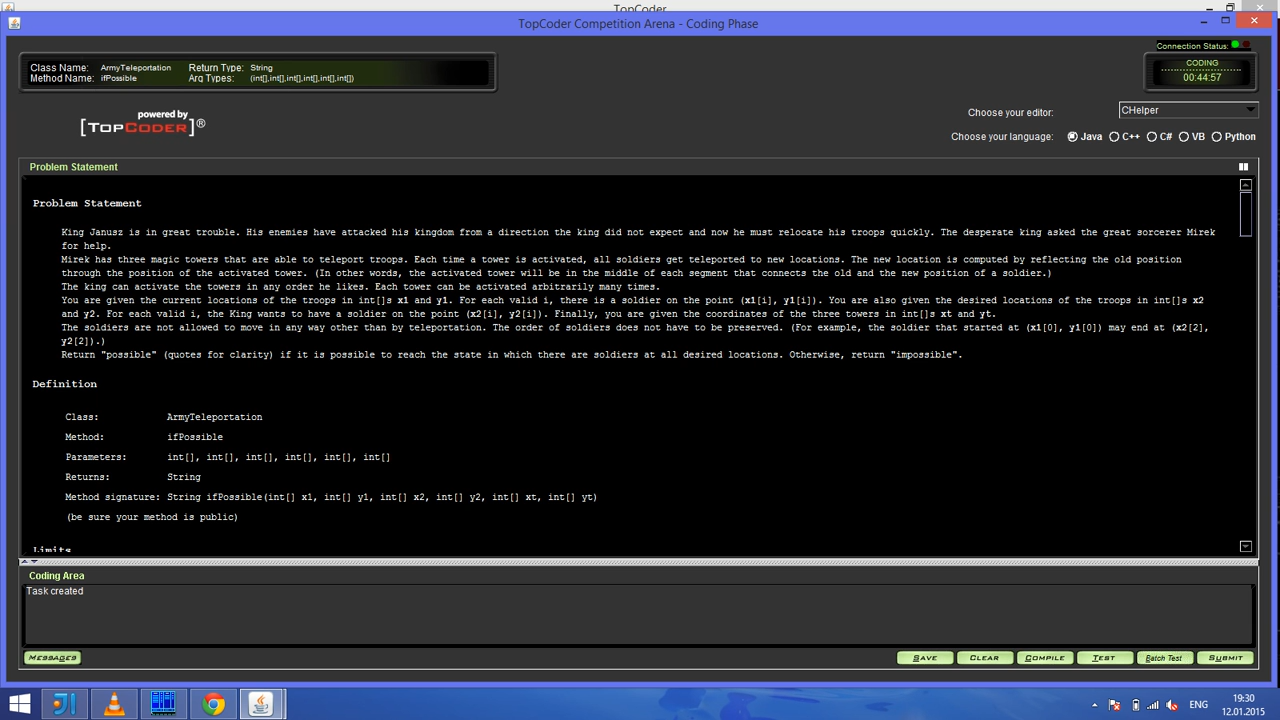 TopCoder
TopCoder Competition Arena - Coding Phase
Connection Status:
Class Name: ArmyTeleportation Return Type: String
Method Name: ifPossible Arg Types: (int[],int[],int[],int[],int[],int[])
CODING
00:44:57
powered by
[TOPCODER]®
Choose your editor: CHelper
Choose your language: Java C++ C# VB Python
Problem Statement
Problem Statement
King Janusz is in great trouble. His enemies have attacked his kingdom from a direction the king did not expect and now he must relocate his troops quickly. The desperate king asked the great sorcerer Mirek
for help.
Mirek has three magic towers that are able to teleport troops. Each time a tower is activated, all soldiers get teleported to new locations. The new location is computed by reflecting the old position
through the position of the activated tower. (In other words, the activated tower will be in the middle of each segment that connects the old and the new position of a soldier.)
The king can activate the towers in any order he likes. Each tower can be activated arbitrarily many times.
You are given the current locations of the troops in int[]s x1 and y1. For each valid i, there is a soldier on the point (x1[i], y1[i]). You are also given the desired locations of the troops in int[]s x2
and y2. For each valid i, the King wants to have a soldier on the point (x2[i], y2[i]). Finally, you are given the coordinates of the three towers in int[]s xt and yt.
The soldiers are not allowed to move in any way other than by teleportation. The order of soldiers does not have to be preserved. (For example, the soldier that started at (x1[0], y1[0]) may end at (x2[2],
y2[2]).)
Return "possible" (quotes for clarity) if it is possible to reach the state in which there are soldiers at all desired locations. Otherwise, return "impossible".
Definition
Class: ArmyTeleportation
Method: ifPossible
Parameters: int[], int[], int[], int[], int[], int[]
Returns: String
Method signature: String ifPossible(int[] x1, int[] y1, int[] x2, int[] y2, int[] xt, int[] yt)
(be sure your method is public)
Limits
Coding Area
Task created
MESSAGES SAVE CLEAR COMPILE TEST Batch Test SUBMIT
ENG
19:30
12.01.2015